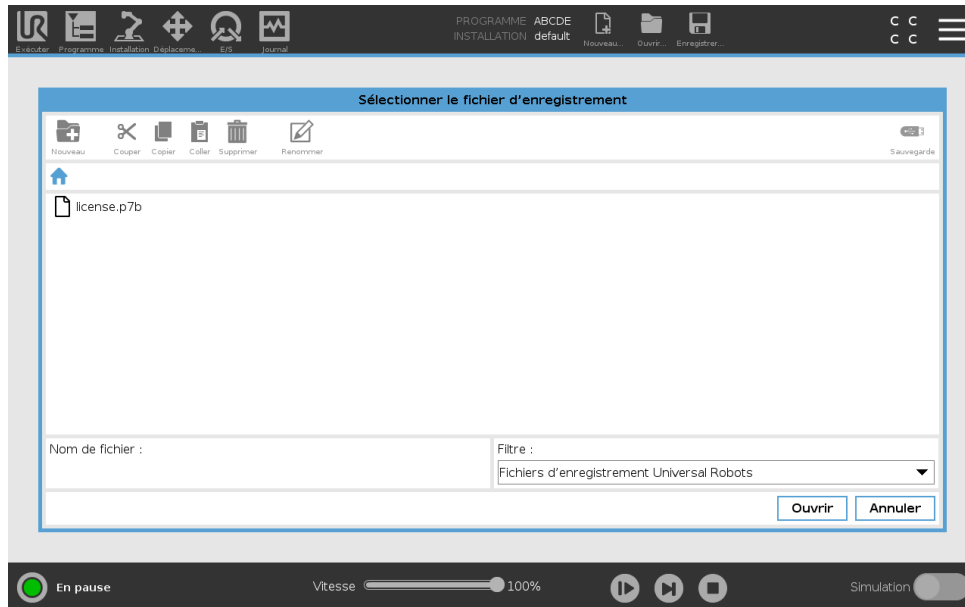 PROGRAMME ABCDE
INSTALLATION default
C C
C C
Exécuter Programme Installation Déplaceme... E/S Journal
Nouveau... Ouvrir... Enregistrer...
Sélectionner le fichier d'enregistrement
Nouveau Couper Copier Coller Supprimer Renommer Sauvegarde
license.p7b
Nom de fichier :
Filtre :
Fichiers d'enregistrement Universal Robots
Ouvrir Annuler
En pause Vitesse 100% Simulation